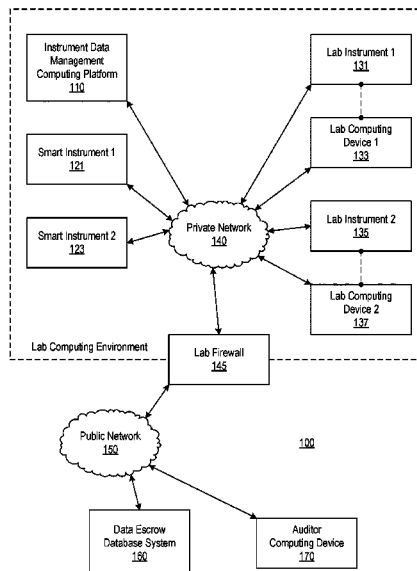 Instrument Data
Management
Computing Platform
110
Lab Instrument 1
131
Smart Instrument 1
121
Lab Computing
Device 1
133
Smart Instrument 2
123
Private Network
140
Lab Instrument 2
135
Lab Computing
Device 2
137
Lab Computing Environment
Lab Firewall
145
Public Network
150
100
Data Escrow
Database System
160
Auditor
Computing Device
170